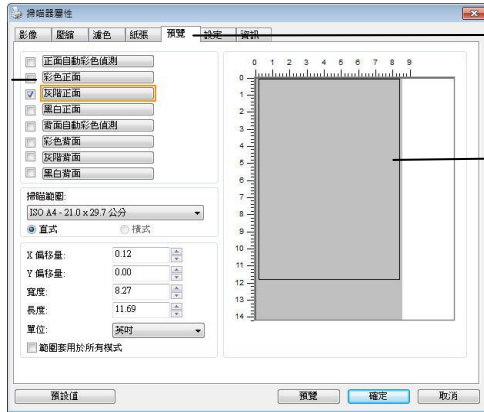 掃瞄器屬性
影像 壓縮 濾色 紙張 預覽 設定 資訊
正面自動彩色偵測
彩色正面
灰階正面
黑白正面
背面自動彩色偵測
彩色背面
灰階背面
黑白背面
0 1 2 3 4 5 6 7 8 9
0
1
2
3
4
5
6
7
8
9
10
11
12
13
14
掃瞄範圍:
ISO A4 - 21.0 x 29.7 公分
直式 橫式
X 偏移量: 0.12
Y 偏移量: 0.00
寬度: 8.27
長度: 11.69
單位: 英吋
範圍套用於所有模式
預設值 預覽 確定 取消